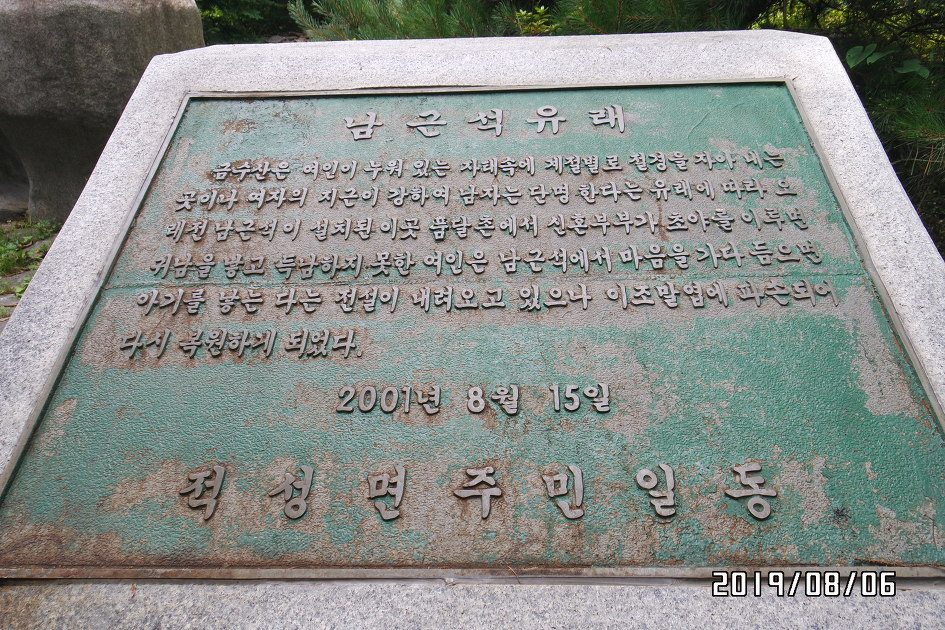 남근석유래
금수산은 여인이 누워 있는 자태속에 계절별로 절경을 자아 내는
곳이나 여자의 지근이 강하여 남자는 단명 한다는 유래에 따라 오
래전 남근석이 설치된 이곳 품달촌에서 신혼부부가 초야를 이루면
귀남을 낳고 득남하지 못한 여인은 남근석에서 마음을 가다 듬으면
아기를 낳는 다는 전설이 내려오고 있으나 이조말엽에 파손되어
다시 복원하게 되었다.
2001년 8월 15일
적성면주민일동
2019/08/06